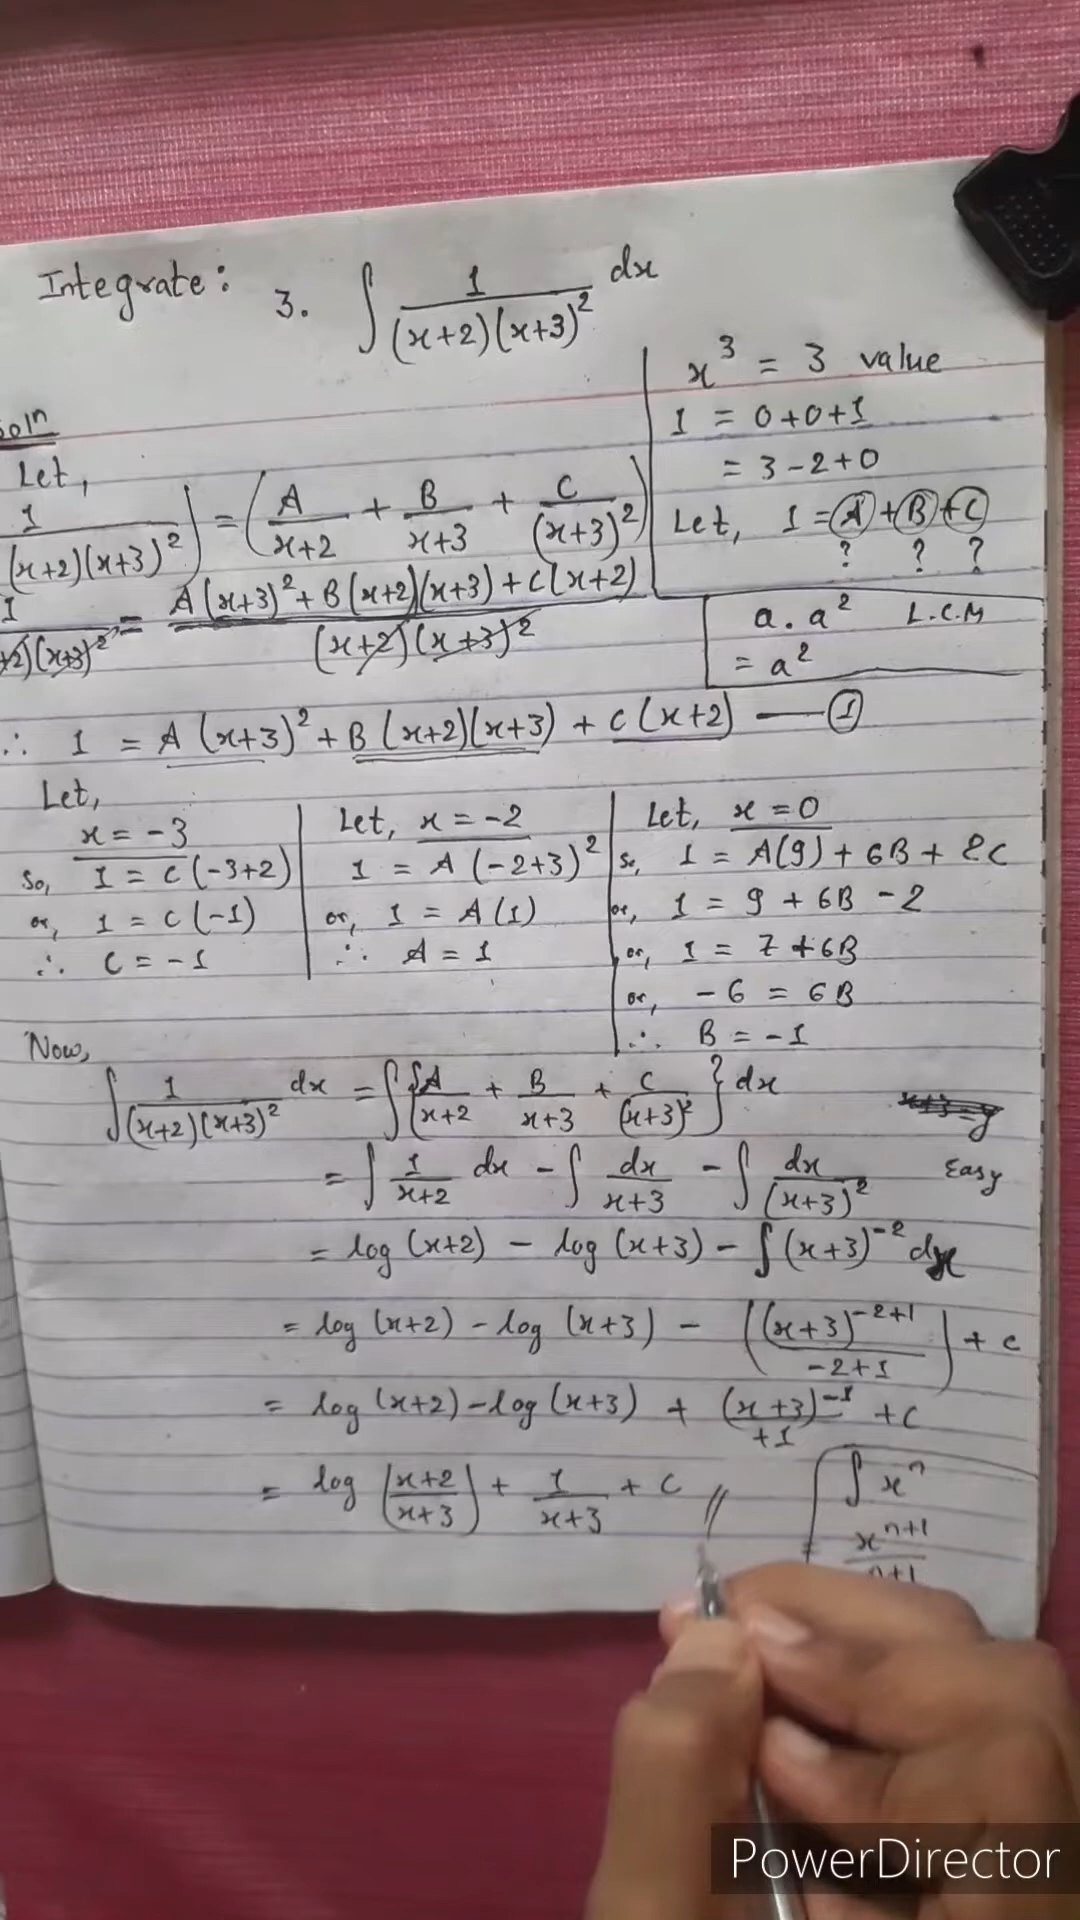 Integrate: 3. ∫ 1/((x+2)(x+3)²) dx
x³ = 3 value
1 = 0+0+1
= 3-2+0
Let, 1 = A + B + C
? ? ?
Soln
Let,
1/((x+2)(x+3)²) = (A/(x+2) + B/(x+3) + C/(x+3)²)
1/((x+2)(x+3)²) = (A(x+3)² + B(x+2)(x+3) + C(x+2))/((x+2)(x+3)²)
a. a² L.C.M
= a²
∴ 1 = A(x+3)² + B(x+2)(x+3) + C(x+2) — ①
Let,
x = -3
So, 1 = C(-3+2)
or, 1 = C(-1)
∴ C = -1
Let, x = -2
1 = A(-2+3)²
or, 1 = A(1)
∴ A = 1
Let, x = 0
So, 1 = A(9) + 6B + 2C
or, 1 = 9 + 6B - 2
or, 1 = 7 + 6B
or, -6 = 6B
∴ B = -1
Now,
∫ 1/((x+2)(x+3)²) dx = ∫{A/(x+2) + B/(x+3) + C/(x+3)²} dx
= ∫ 1/(x+2) dx - ∫ dx/(x+3) - ∫ dx/(x+3)² Easy
= log (x+2) - log (x+3) - ∫ (x+3)⁻² dx
= log (x+2) - log (x+3) - ((x+3)⁻²⁺¹/(-2+1)) + c
= log (x+2) - log (x+3) + (x+3)⁻¹/+1 + C
= log ((x+2)/(x+3)) + 1/(x+3) + C //
∫ xⁿ
= xⁿ⁺¹/(n+1)
PowerDirector